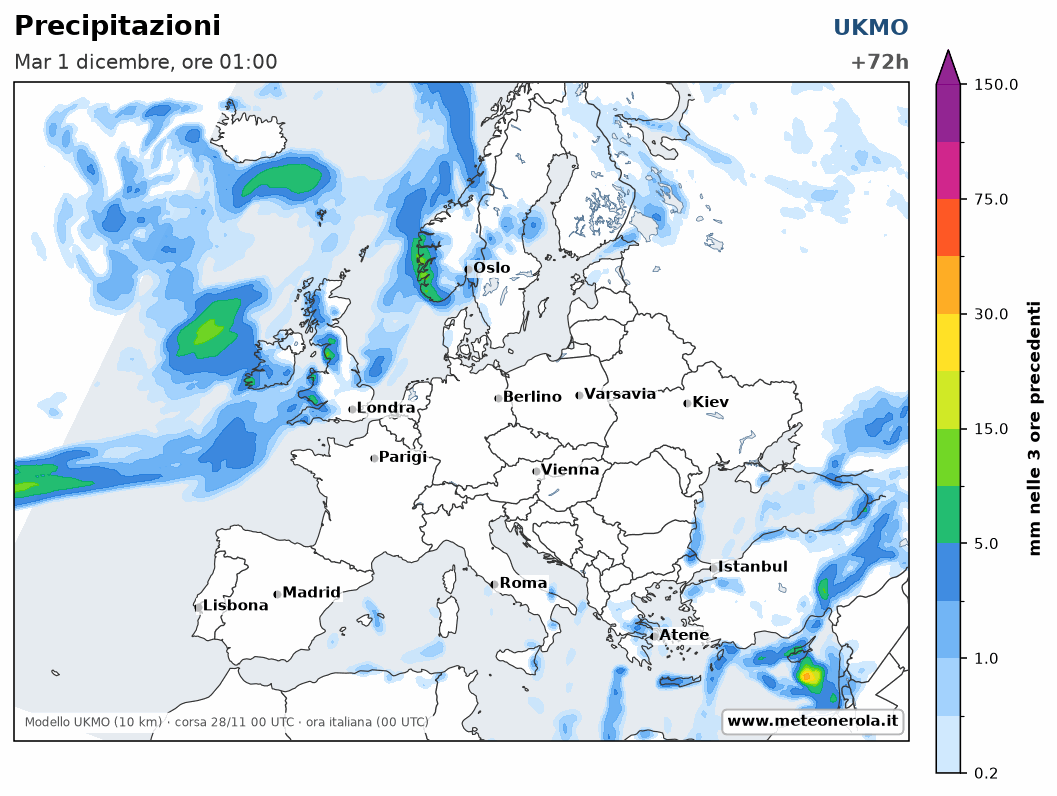 Precipitazioni
UKMO
Mar 1 dicembre, ore 01:00
+72h
150.0
75.0
30.0
15.0
5.0
1.0
0.2
mm nelle 3 ore precedenti
Oslo
Berlino
Varsavia
Kiev
Londra
Parigi
Vienna
Istanbul
Roma
Madrid
Lisbona
Atene
Modello UKMO (10 km) · corsa 28/11 00 UTC · ora italiana (00 UTC)
www.meteonerola.it